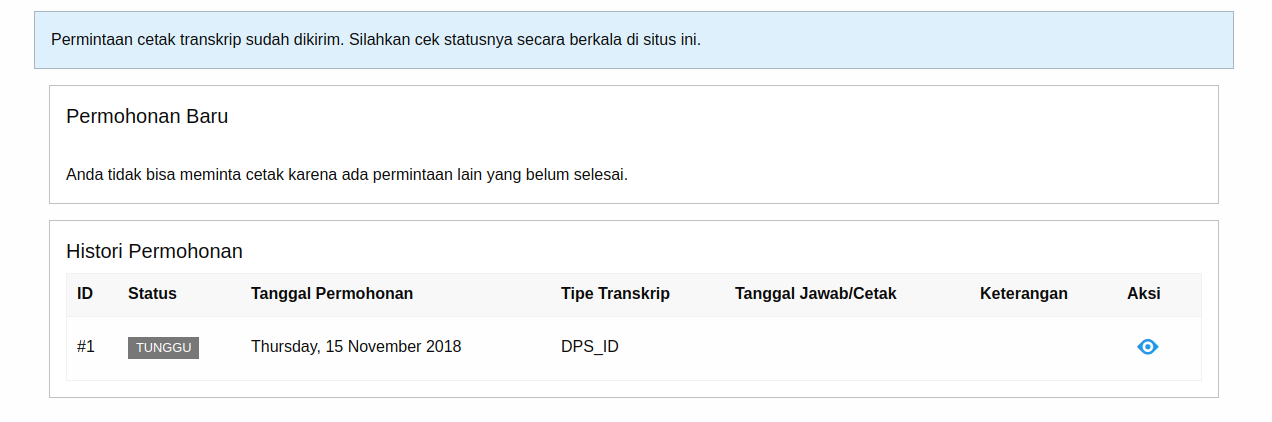 Permintaan cetak transkrip sudah dikirim. Silahkan cek statusnya secara berkala di situs ini.
Permohonan Baru
Anda tidak bisa meminta cetak karena ada permintaan lain yang belum selesai.
Histori Permohonan
ID Status Tanggal Permohonan Tipe Transkrip Tanggal Jawab/Cetak Keterangan Aksi
#1 TUNGGU Thursday, 15 November 2018 DPS_ID